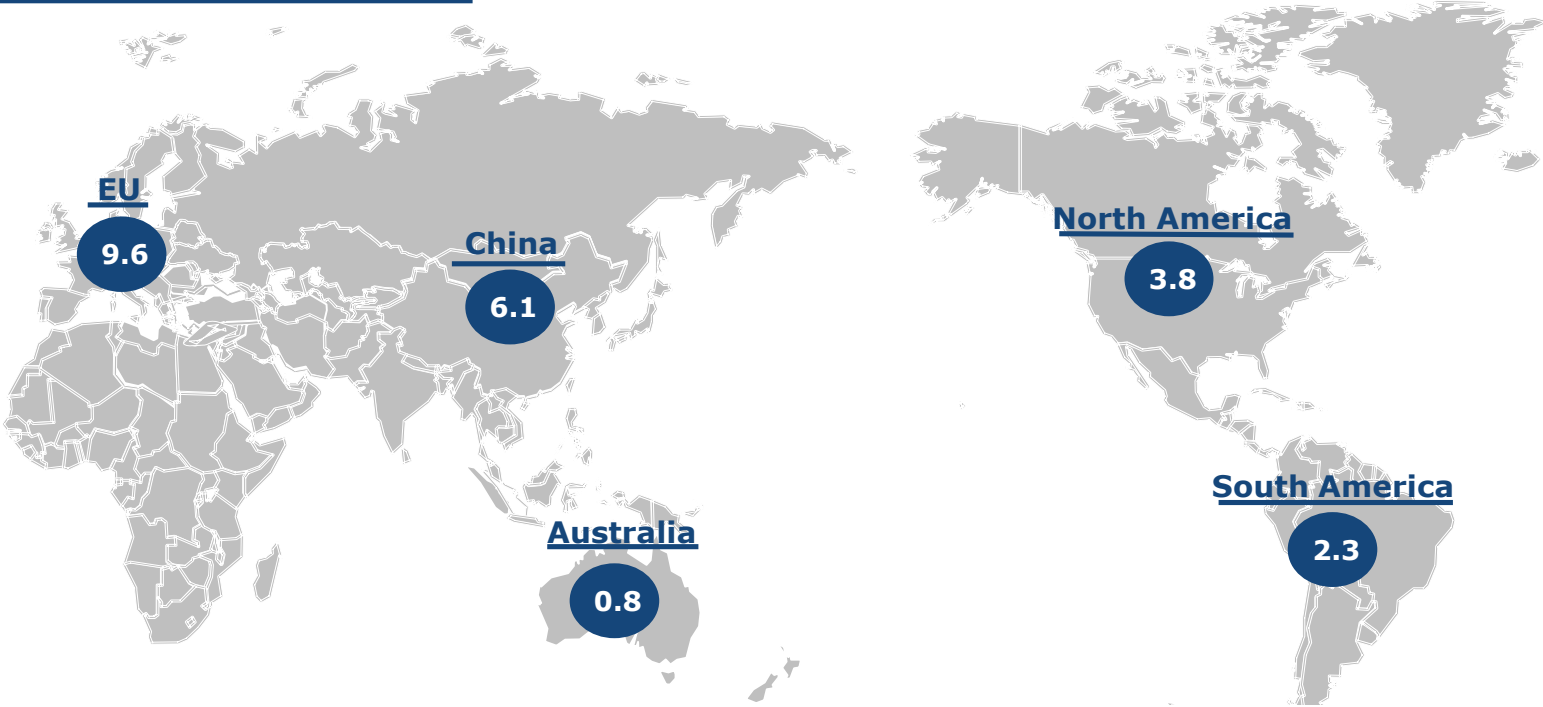 EU
9.6
China
6.1
North America
3.8
South America
2.3
Australia
0.8